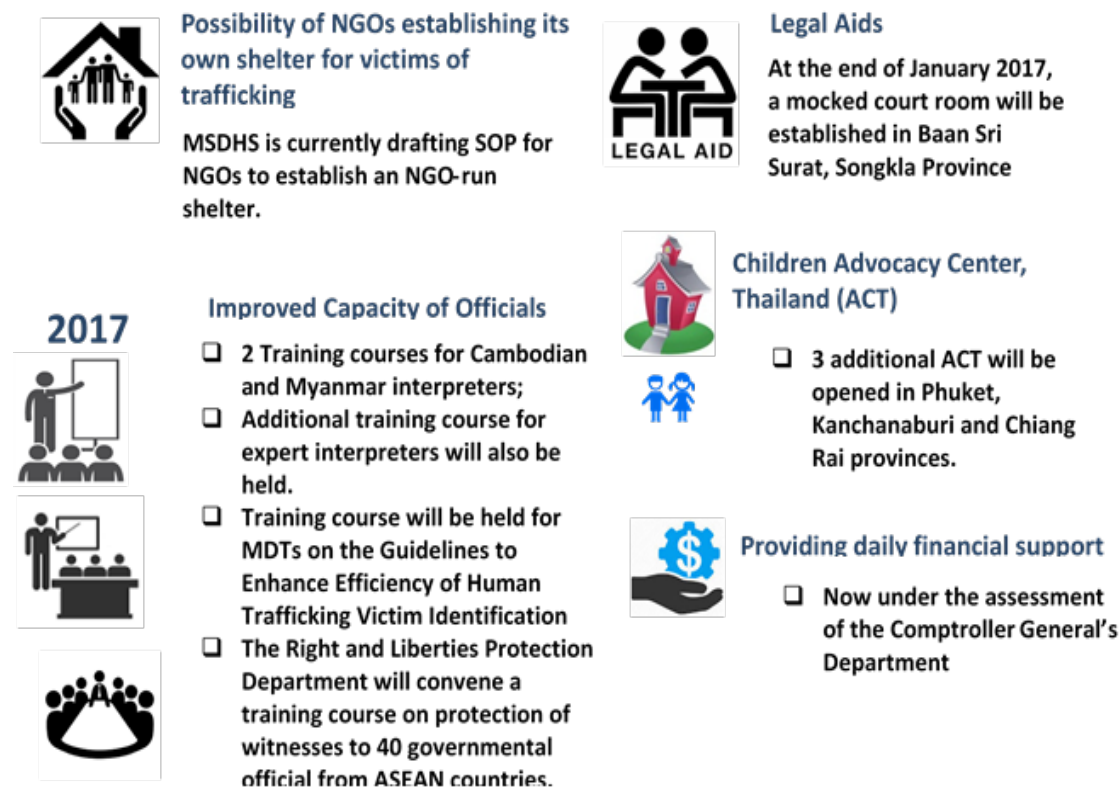 Possibility of NGOs establishing its
own shelter for victims of
trafficking
MSDHS is currently drafting SOP for
NGOs to establish an NGO-run
shelter.
LEGAL AID
Legal Aids
At the end of January 2017,
a mocked court room will be
established in Baan Sri
Surat, Songkla Province
2017
Improved Capacity of Officials
❑ 2 Training courses for Cambodian
and Myanmar interpreters;
❑ Additional training course for
expert interpreters will also be
held.
❑ Training course will be held for
MDTs on the Guidelines to
Enhance Efficiency of Human
Trafficking Victim Identification
❑ The Right and Liberties Protection
Department will convene a
training course on protection of
witnesses to 40 governmental
official from ASEAN countries.
Children Advocacy Center,
Thailand (ACT)
❑ 3 additional ACT will be
opened in Phuket,
Kanchanaburi and Chiang
Rai provinces.
$
Providing daily financial support
❑ Now under the assessment
of the Comptroller General's
Department